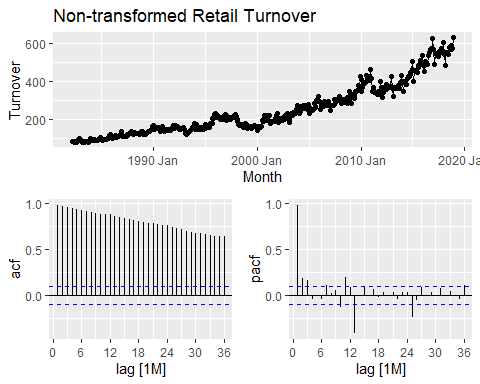 Non-transformed Retail Turnover
Turnover
600
400
200
1990 Jan 2000 Jan 2010 Jan 2020 Ja
Month
acf
1.0
0.5
0.0
0 6 12 18 24 30 36
lag [1M]
pacf
1.0
0.5
0.0
0 6 12 18 24 30 36
lag [1M]